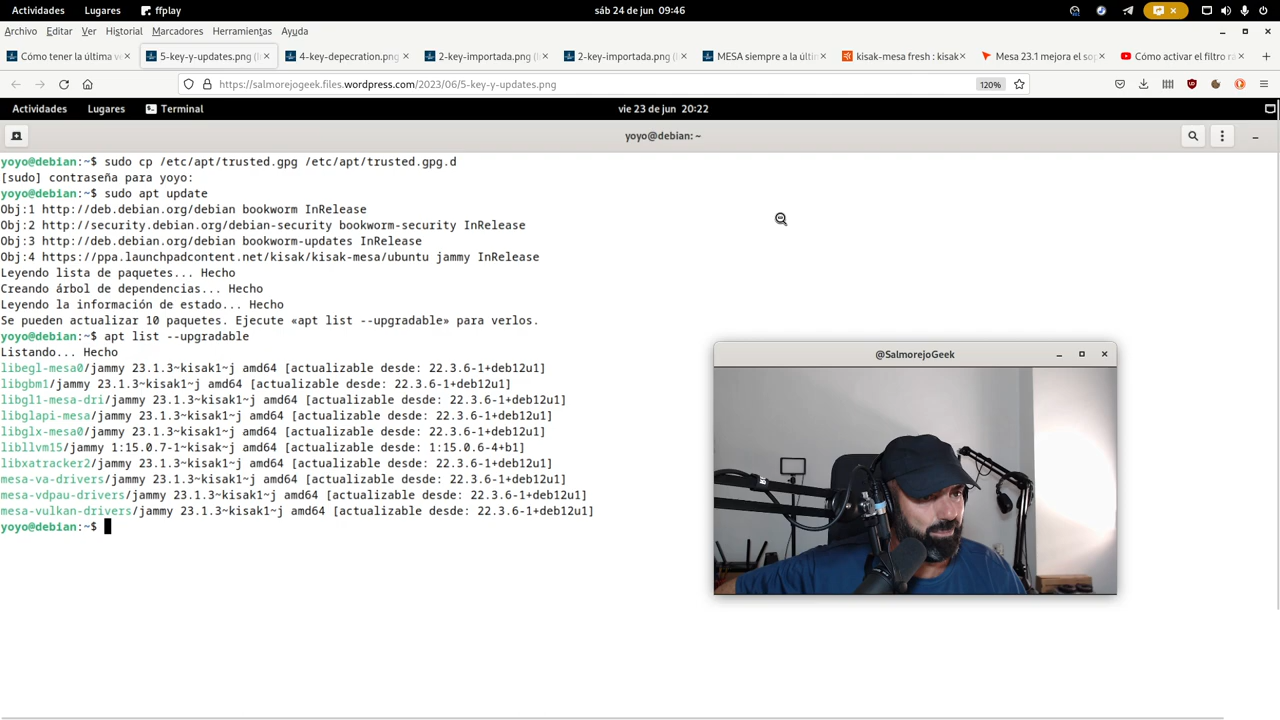 Actividades Lugares ffplay sáb 24 de jun 09:46
Archivo Editar Ver Historial Marcadores Herramientas Ayuda
Cómo tener la última ve
5-key-y-updates.png (I
4-key-depecration.png
2-key-importada.png (I
2-key-importada.png (I
MESA siempre a la últim
kisak-mesa fresh : kisak
Mesa 23.1 mejora el sop
Cómo activar el filtro ra
https://salmorejogeek.files.wordpress.com/2023/06/5-key-y-updates.png 120%
Actividades Lugares Terminal vie 23 de jun 20:22
yoyo@debian: ~
yoyo@debian:~$ sudo cp /etc/apt/trusted.gpg /etc/apt/trusted.gpg.d
[sudo] contraseña para yoyo:
yoyo@debian:~$ sudo apt update
Obj:1 http://deb.debian.org/debian bookworm InRelease
Obj:2 http://security.debian.org/debian-security bookworm-security InRelease
Obj:3 http://deb.debian.org/debian bookworm-updates InRelease
Obj:4 https://ppa.launchpadcontent.net/kisak/kisak-mesa/ubuntu jammy InRelease
Leyendo lista de paquetes... Hecho
Creando árbol de dependencias... Hecho
Leyendo la información de estado... Hecho
Se pueden actualizar 10 paquetes. Ejecute «apt list --upgradable» para verlos.
yoyo@debian:~$ apt list --upgradable
Listando... Hecho
libegl-mesa0/jammy 23.1.3~kisak1~j amd64 [actualizable desde: 22.3.6-1+deb12u1]
libgbm1/jammy 23.1.3~kisak1~j amd64 [actualizable desde: 22.3.6-1+deb12u1]
libgl1-mesa-dri/jammy 23.1.3~kisak1~j amd64 [actualizable desde: 22.3.6-1+deb12u1]
libglapi-mesa/jammy 23.1.3~kisak1~j amd64 [actualizable desde: 22.3.6-1+deb12u1]
libglx-mesa0/jammy 23.1.3~kisak1~j amd64 [actualizable desde: 22.3.6-1+deb12u1]
libllvm15/jammy 1:15.0.7-1~kisak~j amd64 [actualizable desde: 1:15.0.6-4+b1]
libxatracker2/jammy 23.1.3~kisak1~j amd64 [actualizable desde: 22.3.6-1+deb12u1]
mesa-va-drivers/jammy 23.1.3~kisak1~j amd64 [actualizable desde: 22.3.6-1+deb12u1]
mesa-vdpau-drivers/jammy 23.1.3~kisak1~j amd64 [actualizable desde: 22.3.6-1+deb12u1]
mesa-vulkan-drivers/jammy 23.1.3~kisak1~j amd64 [actualizable desde: 22.3.6-1+deb12u1]
yoyo@debian:~$
@SalmorejoGeek